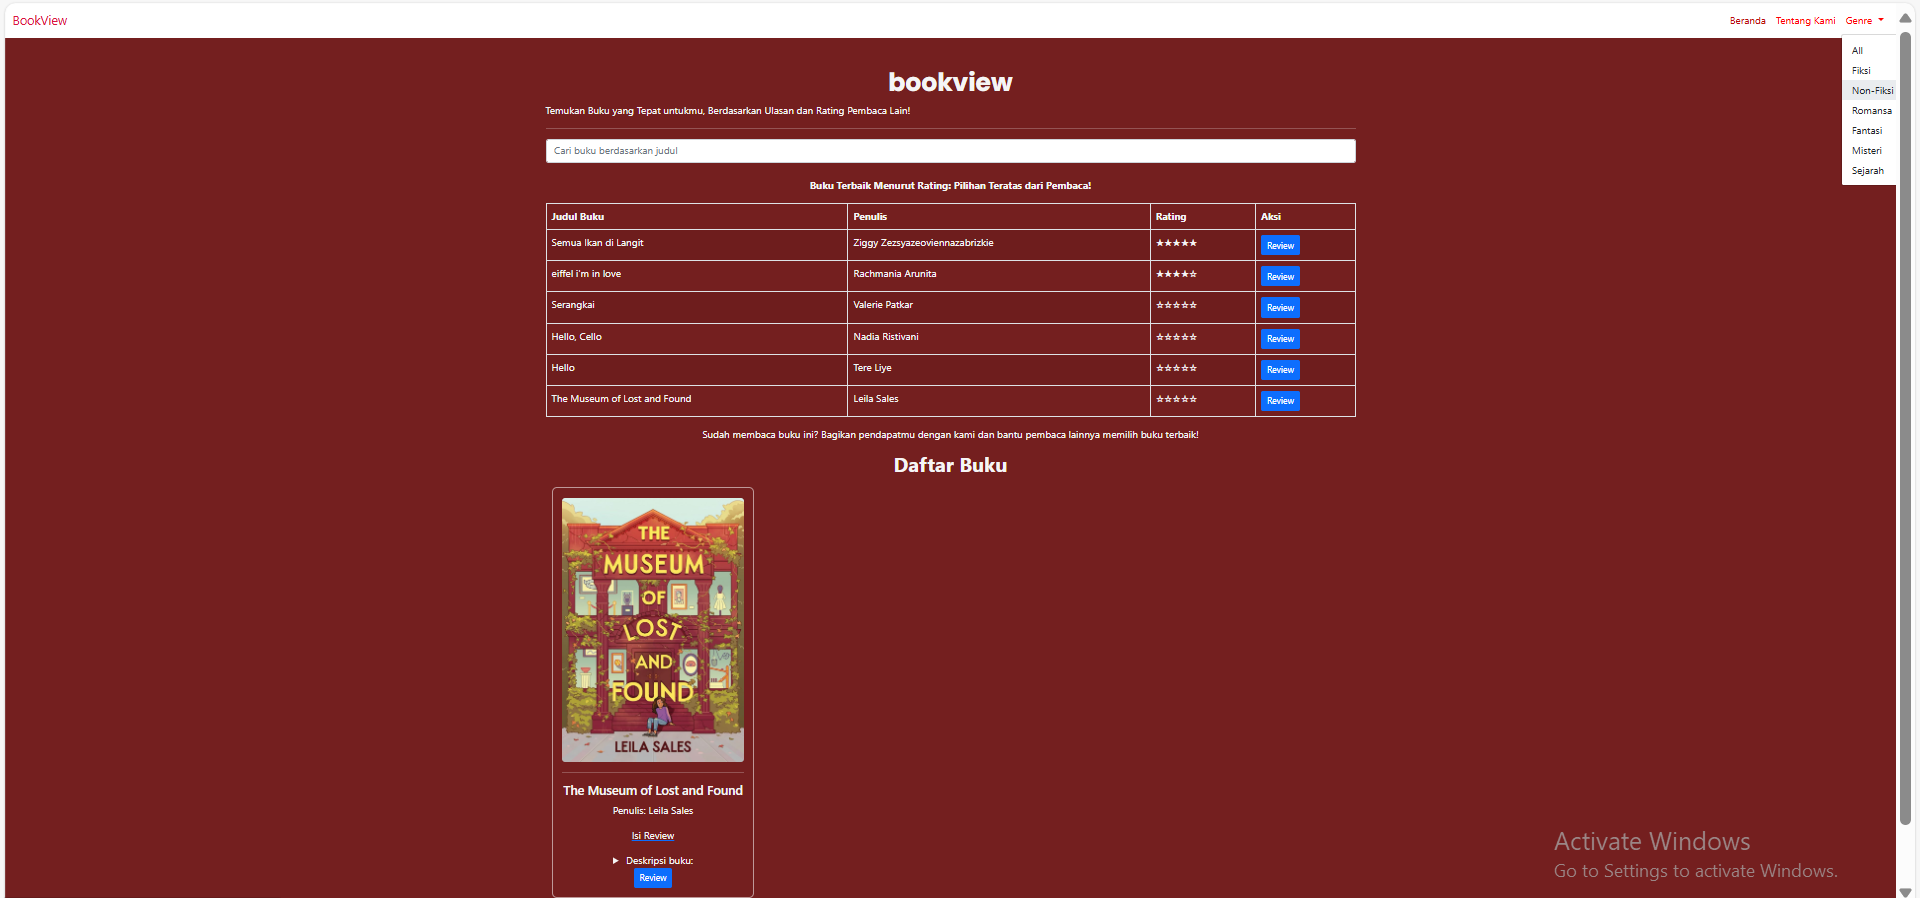 BookView
Beranda Tentang Kami Genre
All
Fiksi
Non-Fiksi
Romansa
Fantasi
Misteri
Sejarah
bookview
Temukan Buku yang Tepat untukmu, Berdasarkan Ulasan dan Rating Pembaca Lain!
Cari buku berdasarkan judul
Buku Terbaik Menurut Rating: Pilihan Teratas dari Pembaca!
Judul Buku Penulis Rating Aksi
Semua Ikan di Langit Ziggy Zezsyazeoviennazabrizkie ★★★★★ Review
eiffel i'm in love Rachmania Arunita ★★★★☆ Review
Serangkai Valerie Patkar ☆☆☆☆☆ Review
Hello, Cello Nadia Ristivani ☆☆☆☆☆ Review
Hello Tere Liye ☆☆☆☆☆ Review
The Museum of Lost and Found Leila Sales ☆☆☆☆☆ Review
Sudah membaca buku ini? Bagikan pendapatmu dengan kami dan bantu pembaca lainnya memilih buku terbaik!
Daftar Buku
THE
MUSEUM
OF
LOST
AND
FOUND
LEILA SALES
The Museum of Lost and Found
Penulis: Leila Sales
Isi Review
Deskripsi buku:
Review
Activate Windows
Go to Settings to activate Windows.